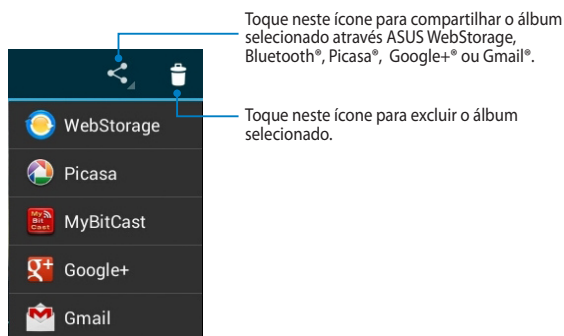 Toque neste ícone para compartilhar o álbum
selecionado através ASUS WebStorage,
Bluetooth®, Picasa®, Google+® ou Gmail®.
Toque neste ícone para excluir o álbum
selecionado.
WebStorage
Picasa
My
Bit
Cast
MyBitCast
g+
Google+
Gmail